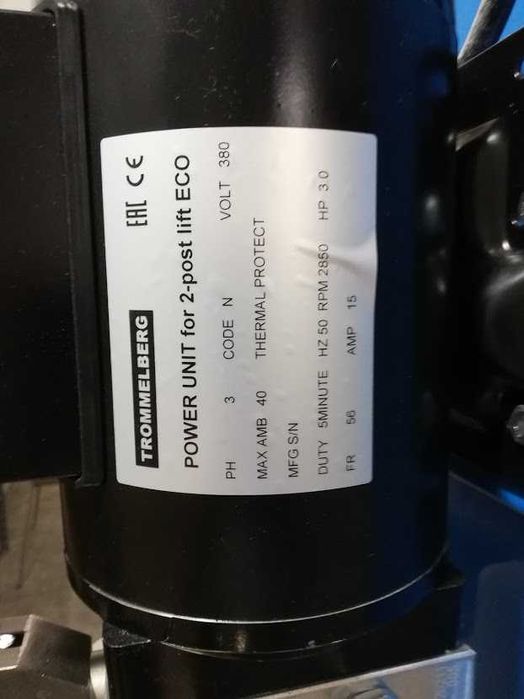 TROMMELBERG EAC CE
POWER UNIT for 2-post lift ECO
PH 3 CODE N VOLT 380
MAX AMB 40 THERMAL PROTECT
MFG S/N
DUTY 5MINUTE HZ 50 RPM 2850 HP 3.0
FR 56 AMP 15